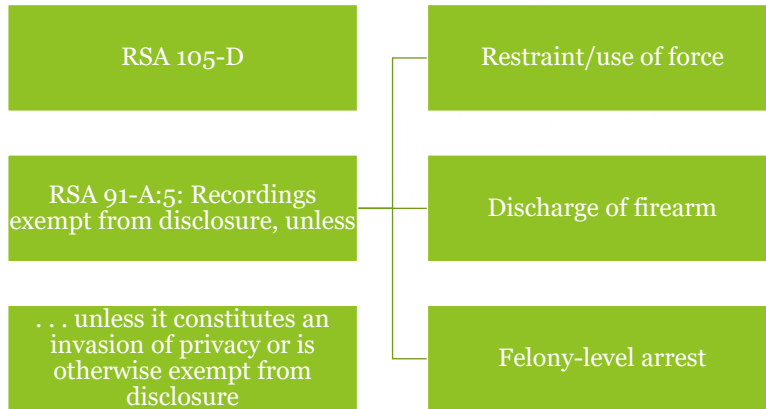 RSA 105-D
RSA 91-A:5: Recordings
exempt from disclosure, unless
. . . unless it constitutes an
invasion of privacy or is
otherwise exempt from
disclosure
Restraint/use of force
Discharge of firearm
Felony-level arrest